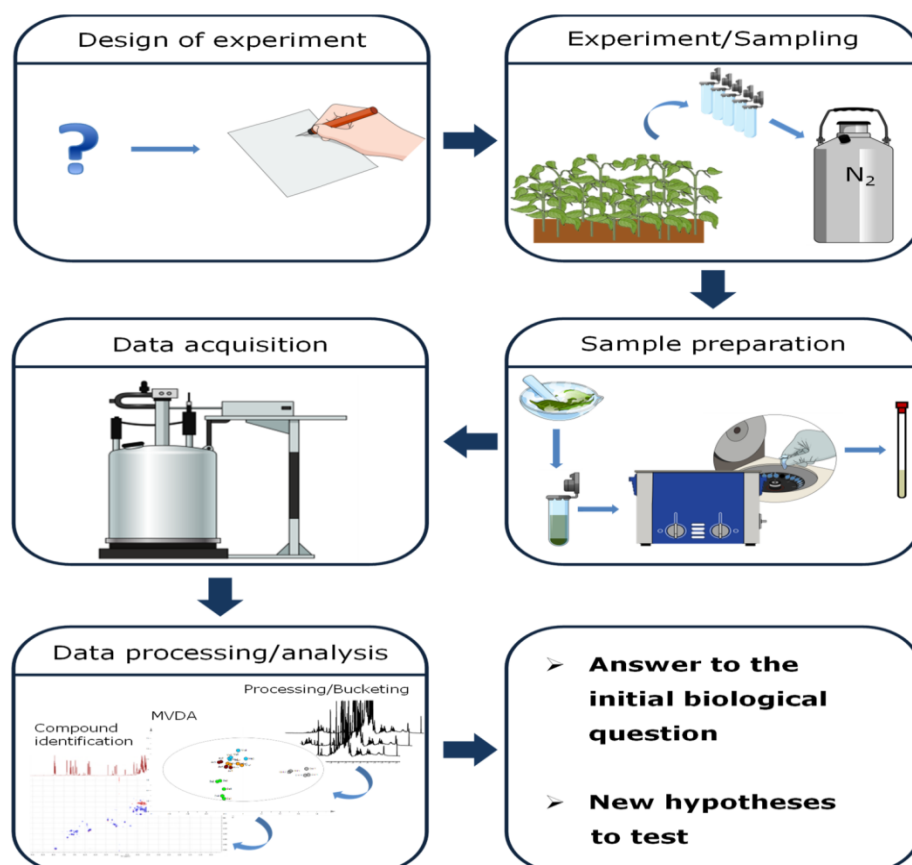 Design of experiment
Experiment/Sampling
N2
Data acquisition
Sample preparation
Data processing/analysis
Processing/Bucketing
MVDA
Compound
identification
➢ Answer to the
initial biological
question
➢ New hypotheses
to test